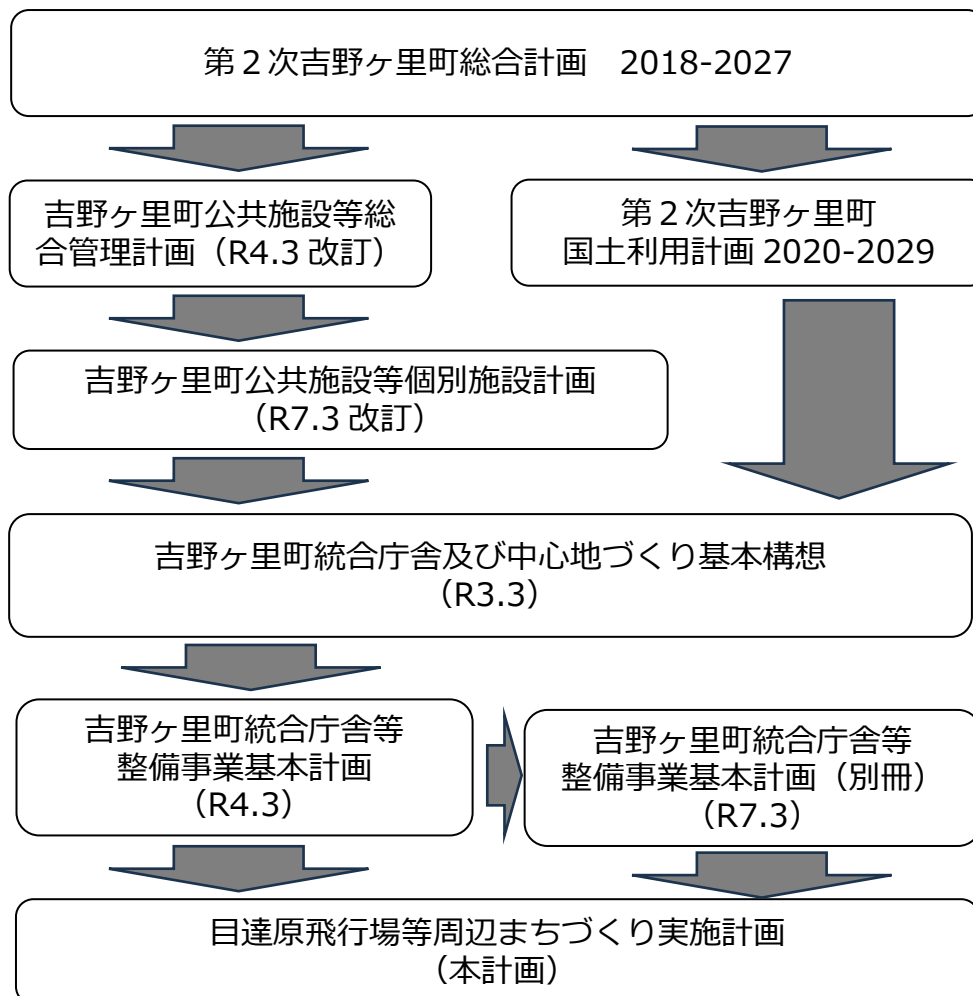 第２次吉野ヶ里町総合計画　2018-2027
吉野ヶ里町公共施設等総
合管理計画（R4.3 改訂）
第２次吉野ヶ里町
国土利用計画 2020-2029
吉野ヶ里町公共施設等個別施設計画
（R7.3 改訂）
吉野ヶ里町統合庁舎及び中心地づくり基本構想
（R3.3）
吉野ヶ里町統合庁舎等
整備事業基本計画
（R4.3）
吉野ヶ里町統合庁舎等
整備事業基本計画（別冊）
（R7.3）
目達原飛行場等周辺まちづくり実施計画
（本計画）